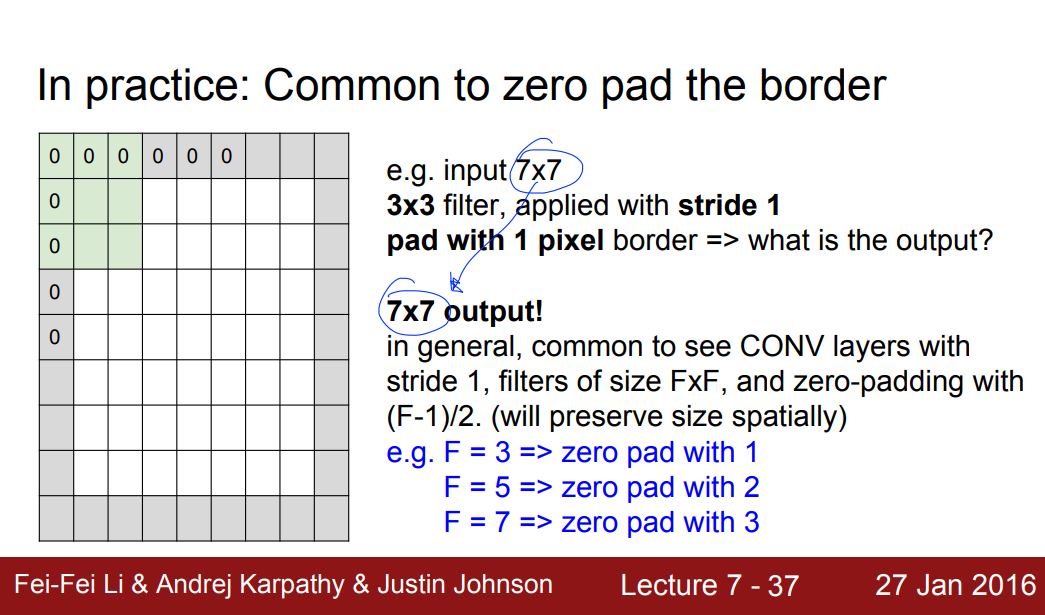 In practice: Common to zero pad the border
0 0 0 0 0 0
0
0
0
0
e.g. input 7x7
3x3 filter, applied with stride 1
pad with 1 pixel border => what is the output?
7x7 output!
in general, common to see CONV layers with
stride 1, filters of size FxF, and zero-padding with
(F-1)/2. (will preserve size spatially)
e.g. F = 3 => zero pad with 1
F = 5 => zero pad with 2
F = 7 => zero pad with 3
Fei-Fei Li & Andrej Karpathy & Justin Johnson
Lecture 7 - 37
27 Jan 2016